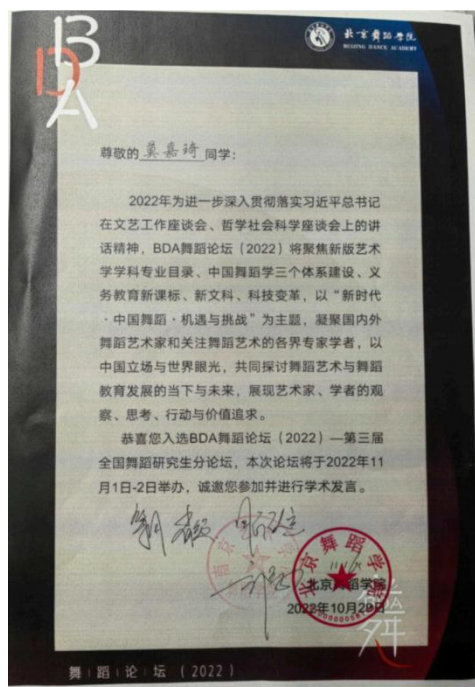 BDA
北京舞蹈学院
BEIJING DANCE ACADEMY
尊敬的莫嘉琦同学：
2022年为进一步深入贯彻落实习近平总书记
在文艺工作座谈会、哲学社会科学座谈会上的讲
话精神，BDA舞蹈论坛（2022）将聚焦新版艺术
学学科专业目录、中国舞蹈学三个体系建设、义
务教育新课标、新文科、科技变革，以“新时代
·中国舞蹈·机遇与挑战”为主题，凝聚国内外
舞蹈艺术家和关注舞蹈艺术的各界专家学者，以
中国立场与世界眼光，共同探讨舞蹈艺术与舞蹈
教育发展的当下与未来，展现艺术家、学者的观
察、思考、行动与价值追求。
恭喜您入选BDA舞蹈论坛（2022）—第三届
全国舞蹈研究生分论坛，本次论坛将于2022年11
月1日-2日举办，诚邀您参加并进行学术发言。
北京舞蹈学院
北京舞蹈学院
2022年10月29日
舞|蹈|论|坛（2022）